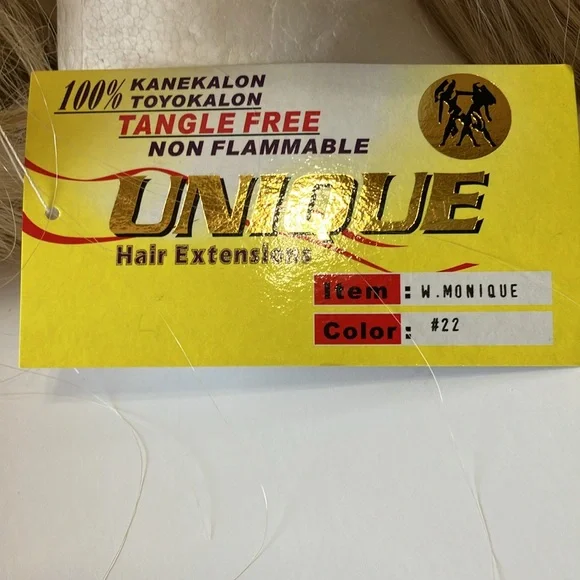 100% KANEKALON
TOYOKALON
TANGLE FREE
NON FLAMMABLE
UNIQUE
Hair Extensions
Item : W.MONIQUE
Color : #22